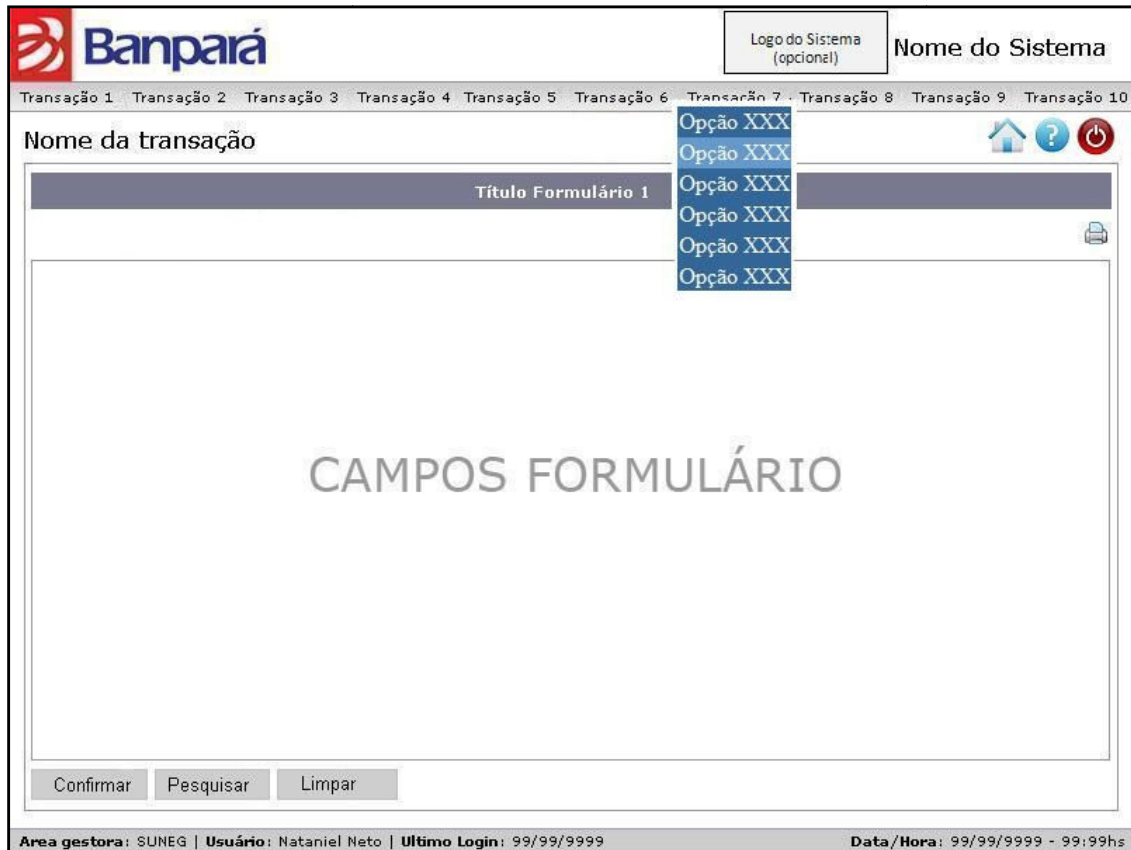 Banpará
Logo do Sistema
(opcional)
Nome do Sistema
Transação 1 Transação 2 Transação 3 Transação 4 Transação 5 Transação 6 Transação 7 Transação 8 Transação 9 Transação 10
Nome da transação
Opção XXX
Opção XXX
Opção XXX
Opção XXX
Opção XXX
Opção XXX
Título Formulário 1
CAMPOS FORMULÁRIO
Confirmar Pesquisar Limpar
Area gestora: SUNEG | Usuário: Nataniel Neto | Ultimo Login: 99/99/9999 Data/Hora: 99/99/9999 - 99:99hs